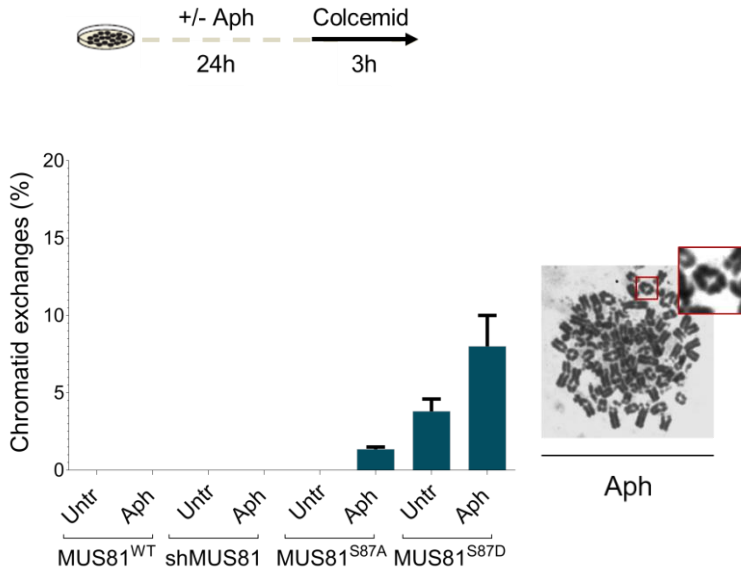 +/- Aph Colcemid
24h 3h
Chromatid exchanges (%)
20
15
10
5
0
Untr Aph Untr Aph Untr Aph Untr Aph
MUS81WT shMUS81 MUS81S87A MUS81S87D
Aph